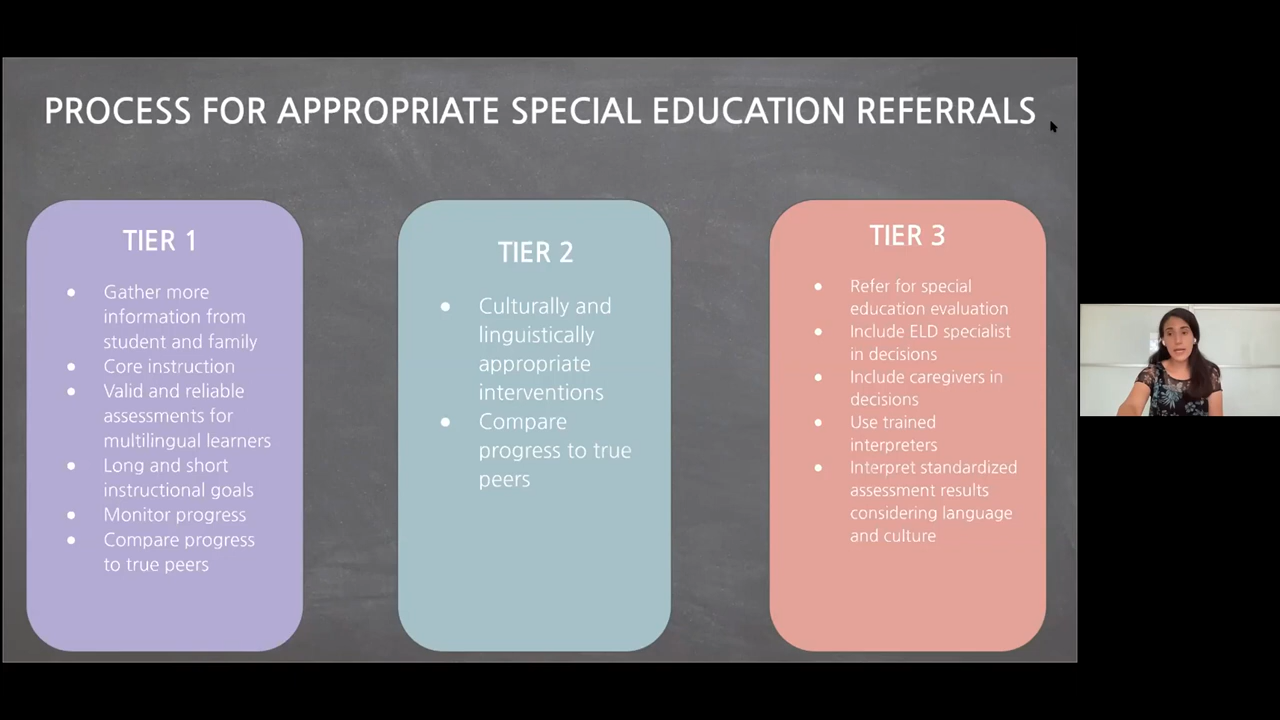 PROCESS FOR APPROPRIATE SPECIAL EDUCATION REFERRALS
TIER 1
• Gather more
information from
student and family
• Core instruction
• Valid and reliable
assessments for
multilingual learners
• Long and short
instructional goals
• Monitor progress
• Compare progress
to true peers
TIER 2
• Culturally and
linguistically
appropriate
interventions
• Compare
progress to true
peers
TIER 3
• Refer for special
education evaluation
• Include ELD specialist
in decisions
• Include caregivers in
decisions
• Use trained
interpreters
• Interpret standardized
assessment results
considering language
and culture